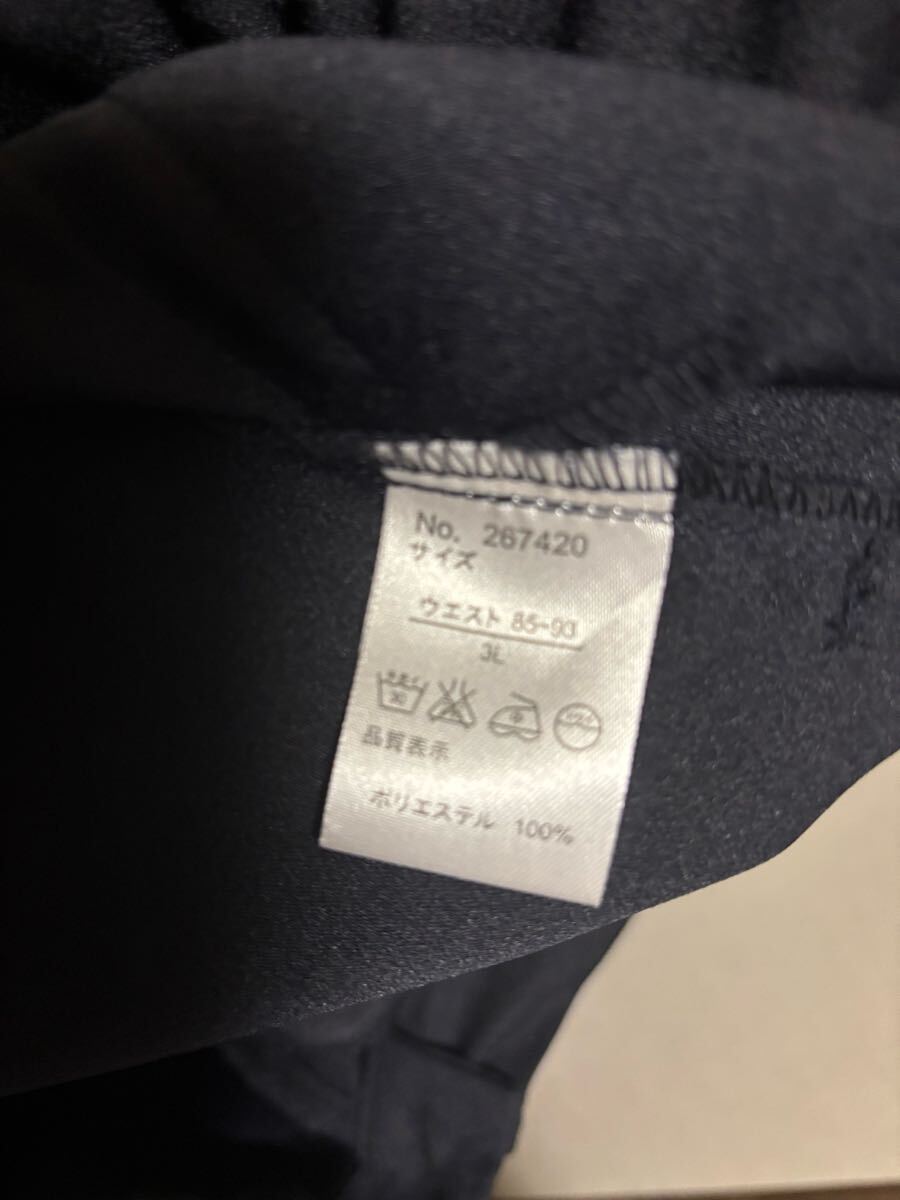 No. 267420
サイズ
ウエスト 85-93
3L
品質表示
ポリエステル 100%